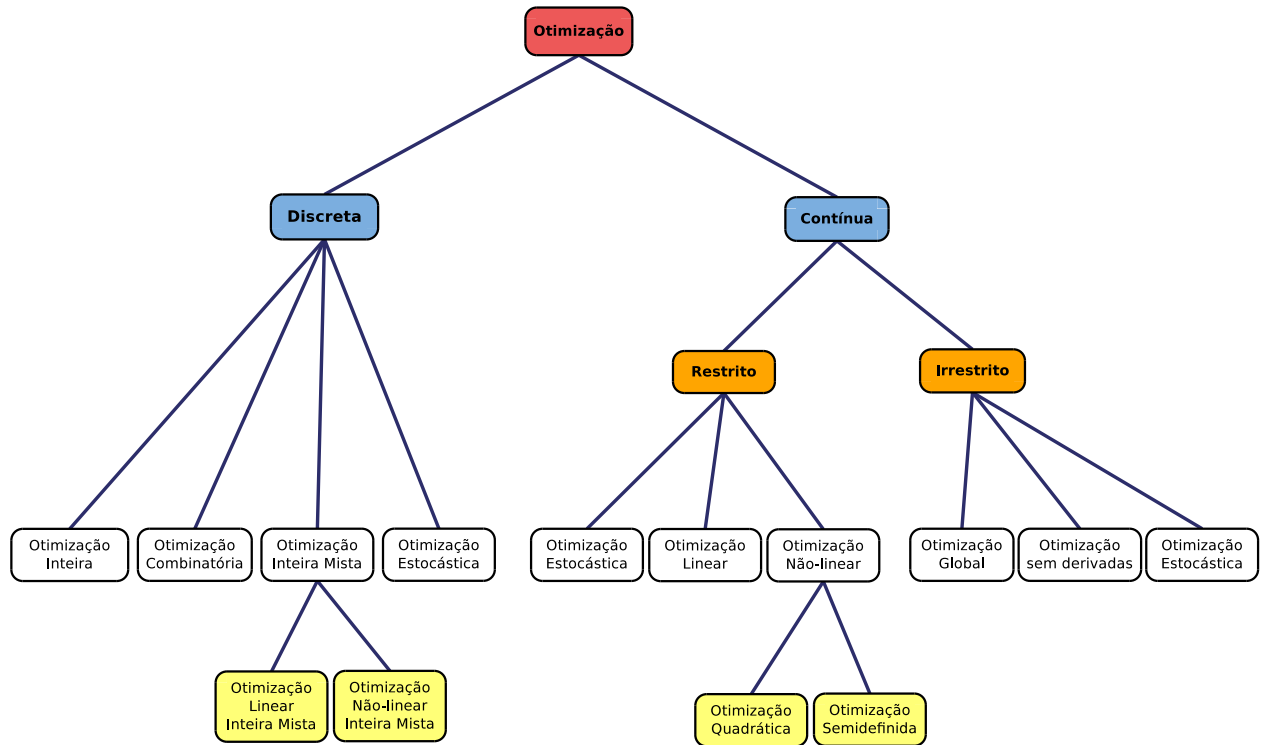 Otimização
Discreta
Contínua
Restrito
Irrestrito
Otimização
Inteira
Otimização
Combinatória
Otimização
Inteira Mista
Otimização
Estocástica
Otimização
Estocástica
Otimização
Linear
Otimização
Não-linear
Otimização
Global
Otimização
sem derivadas
Otimização
Estocástica
Otimização
Linear
Inteira Mista
Otimização
Não-linear
Inteira Mista
Otimização
Quadrática
Otimização
Semidefinida